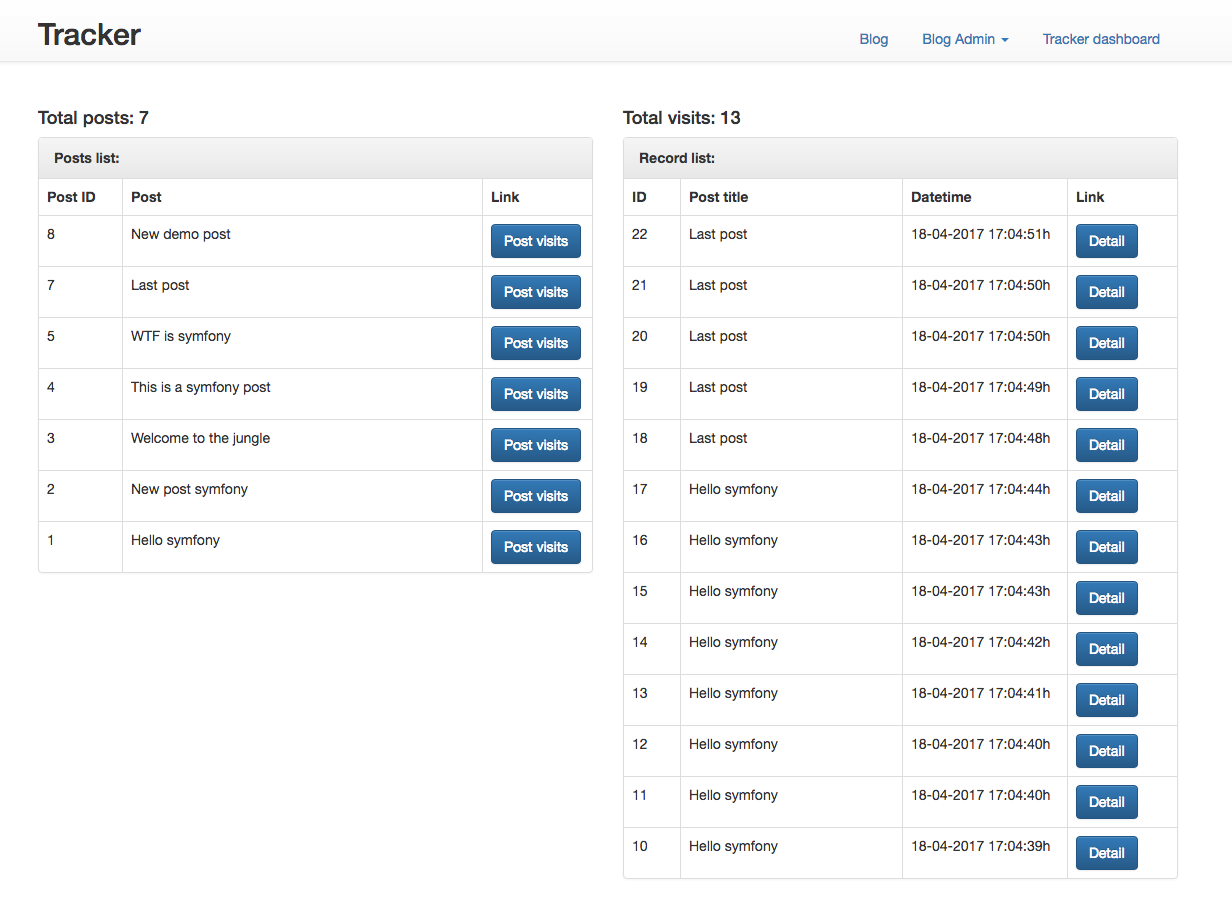 Tracker
Blog Blog Admin Tracker dashboard
Total posts: 7
Posts list:
Post ID Post Link
8 New demo post Post visits
7 Last post Post visits
5 WTF is symfony Post visits
4 This is a symfony post Post visits
3 Welcome to the jungle Post visits
2 New post symfony Post visits
1 Hello symfony Post visits
Total visits: 13
Record list:
ID Post title Datetime Link
22 Last post 18-04-2017 17:04:51h Detail
21 Last post 18-04-2017 17:04:50h Detail
20 Last post 18-04-2017 17:04:50h Detail
19 Last post 18-04-2017 17:04:49h Detail
18 Last post 18-04-2017 17:04:48h Detail
17 Hello symfony 18-04-2017 17:04:44h Detail
16 Hello symfony 18-04-2017 17:04:43h Detail
15 Hello symfony 18-04-2017 17:04:43h Detail
14 Hello symfony 18-04-2017 17:04:42h Detail
13 Hello symfony 18-04-2017 17:04:41h Detail
12 Hello symfony 18-04-2017 17:04:40h Detail
11 Hello symfony 18-04-2017 17:04:40h Detail
10 Hello symfony 18-04-2017 17:04:39h Detail